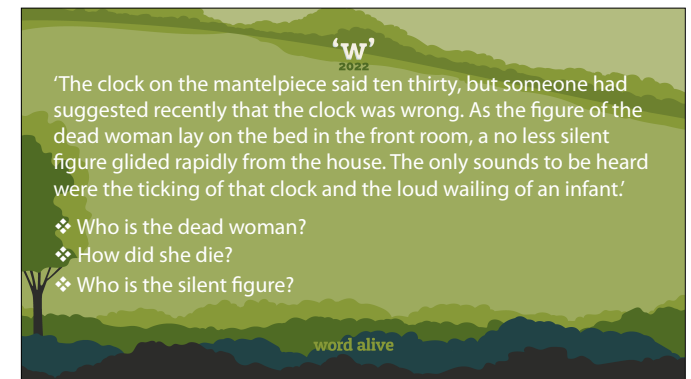 ‘w’
2022
‘The clock on the mantelpiece said ten thirty, but someone had
suggested recently that the clock was wrong. As the figure of the
dead woman lay on the bed in the front room, a no less silent
figure glided rapidly from the house. The only sounds to be heard
were the ticking of that clock and the loud wailing of an infant.’
❖ Who is the dead woman?
❖ How did she die?
❖ Who is the silent figure?
word alive